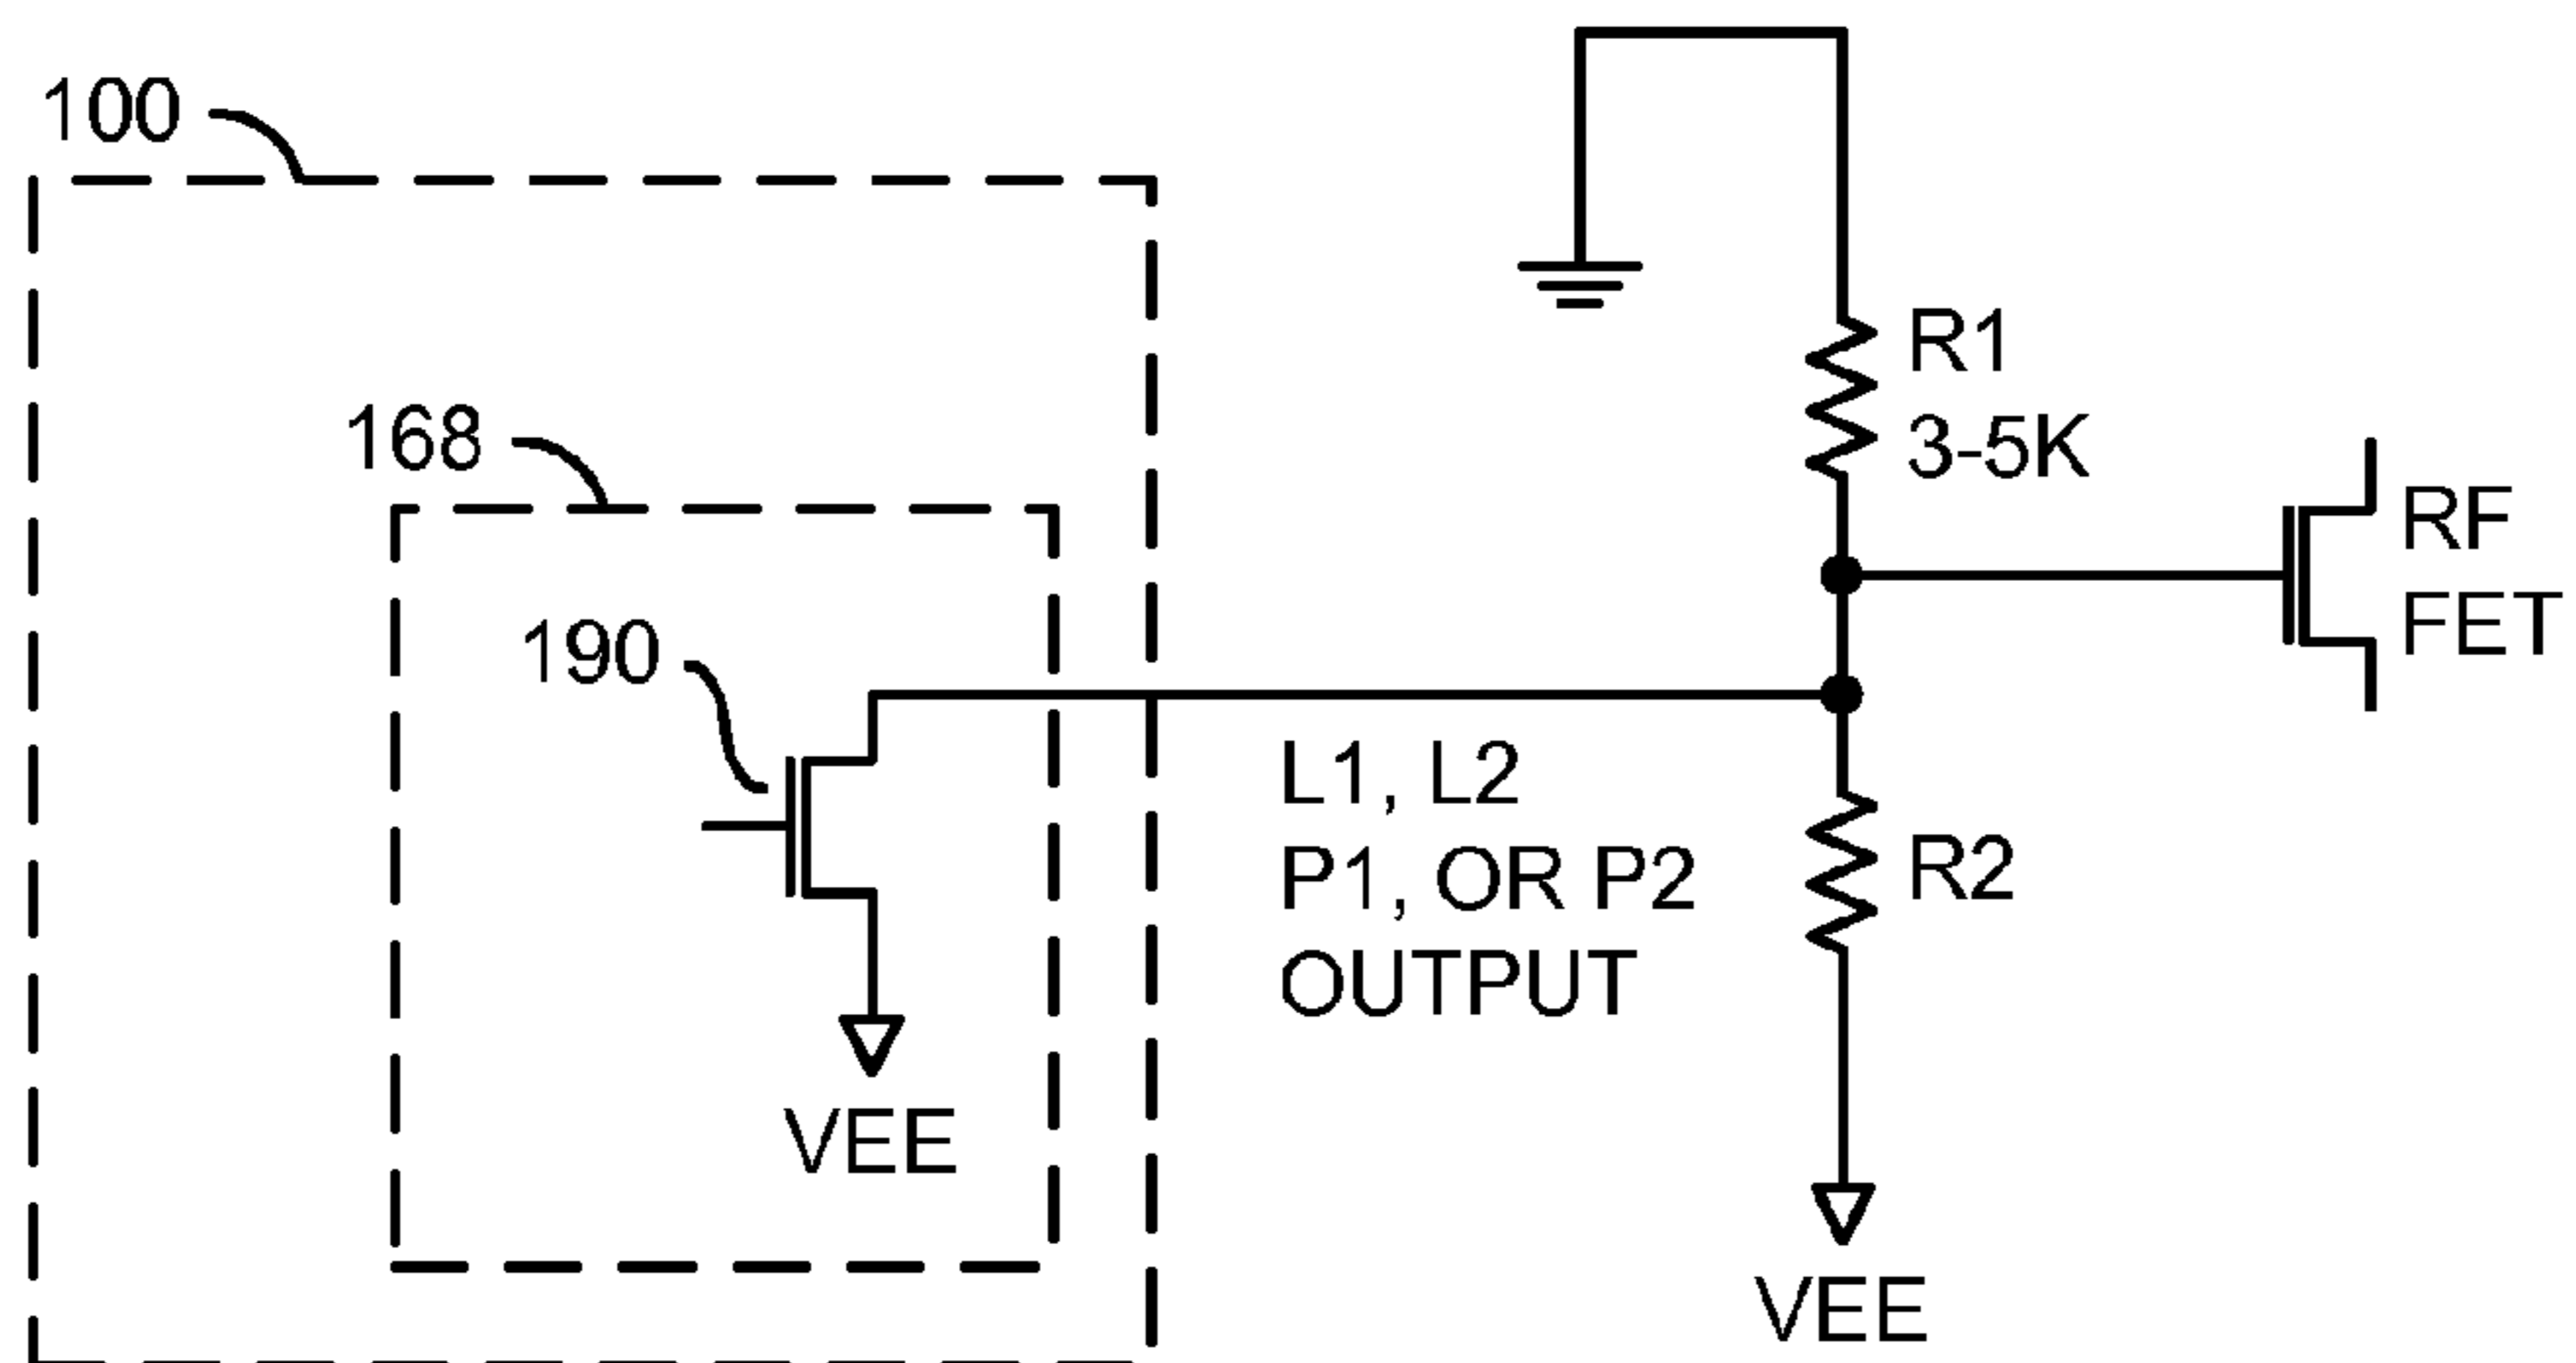 100
168
190
VEE
L1, L2
P1, OR P2
OUTPUT
R1
3-5K
RF
FET
R2
VEE